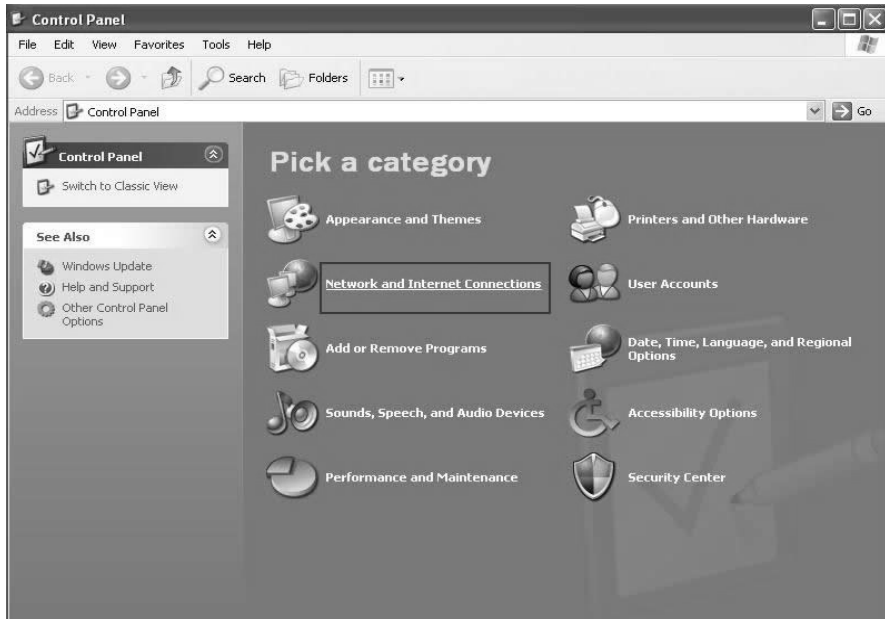 Control Panel
File Edit View Favorites Tools Help
Back Search Folders
Address Control Panel Go
Control Panel
Switch to Classic View
See Also
Windows Update
Help and Support
Other Control Panel
Options
Pick a category
Appearance and Themes
Printers and Other Hardware
Network and Internet Connections
User Accounts
Add or Remove Programs
Date, Time, Language, and Regional
Options
Sounds, Speech, and Audio Devices
Accessibility Options
Performance and Maintenance
Security Center